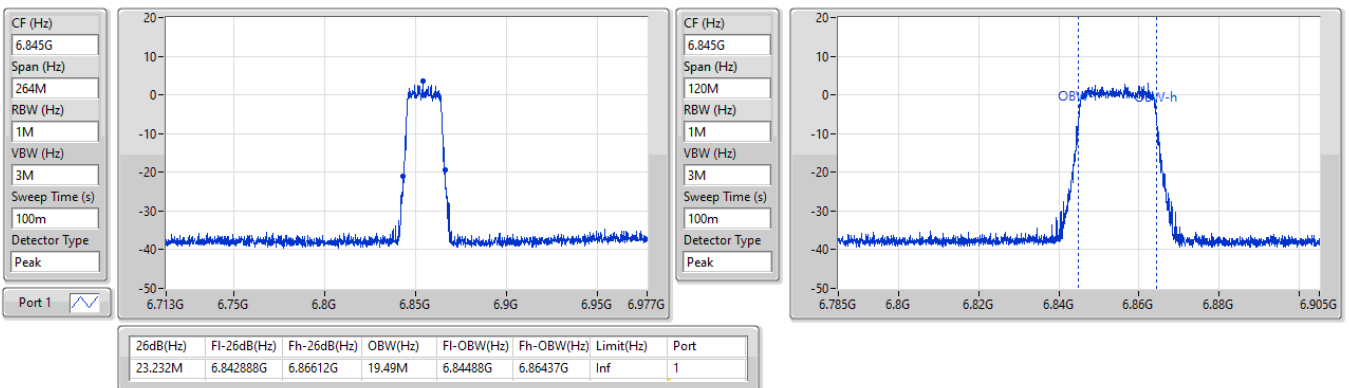 CF (Hz)
6.845G
Span (Hz)
264M
RBW (Hz)
1M
VBW (Hz)
3M
Sweep Time (s)
100m
Detector Type
Peak
Port 1
20
10
0
-10
-20
-30
-40
-50
6.713G 6.75G 6.8G 6.85G 6.9G 6.95G 6.977G
CF (Hz)
6.845G
Span (Hz)
120M
RBW (Hz)
1M
VBW (Hz)
3M
Sweep Time (s)
100m
Detector Type
Peak
20
10
0
-10
-20
-30
-40
-50
6.785G 6.8G 6.82G 6.84G 6.86G 6.88G 6.905G
26dB(Hz) Fl-26dB(Hz) Fh-26dB(Hz) OBW(Hz) Fl-OBW(Hz) Fh-OBW(Hz) Limit(Hz) Port
23.232M 6.842888G 6.86612G 19.49M 6.84488G 6.86437G Inf 1